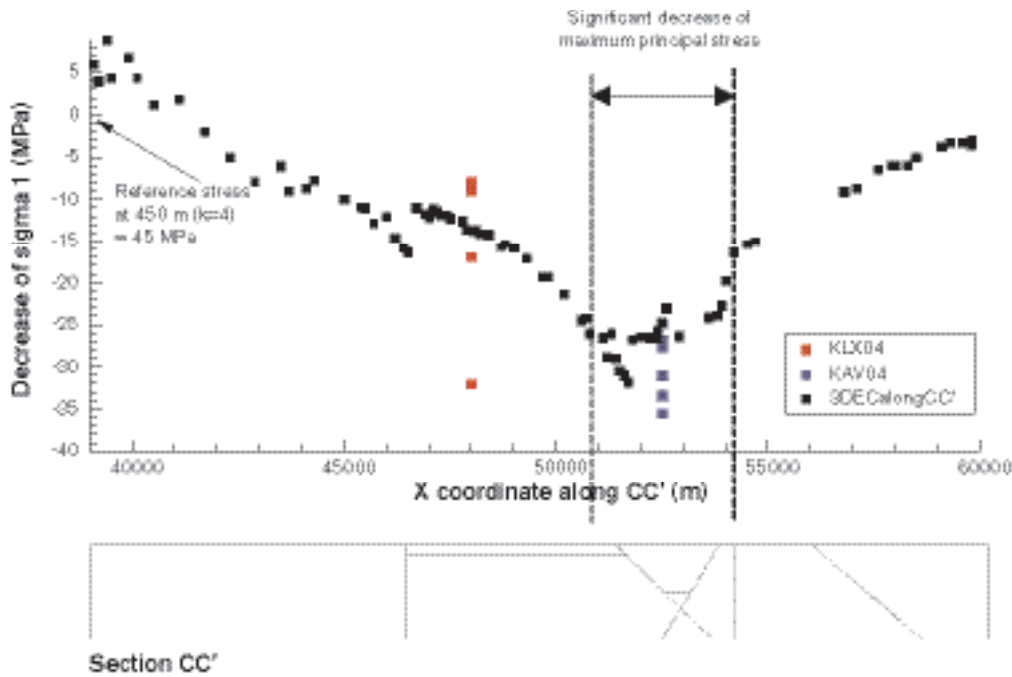 Significant decrease of
maximum principal stress
Decrease of sigma 1 (MPa)
5
0
-5
-10
-15
-20
-25
-30
-35
-40
Reference stress
at 450 m (k=4)
= 45 MPa
KLX04
KAV04
3DECalongCC'
40000
45000
50000
55000
60000
X coordinate along CC' (m)
Section CC'